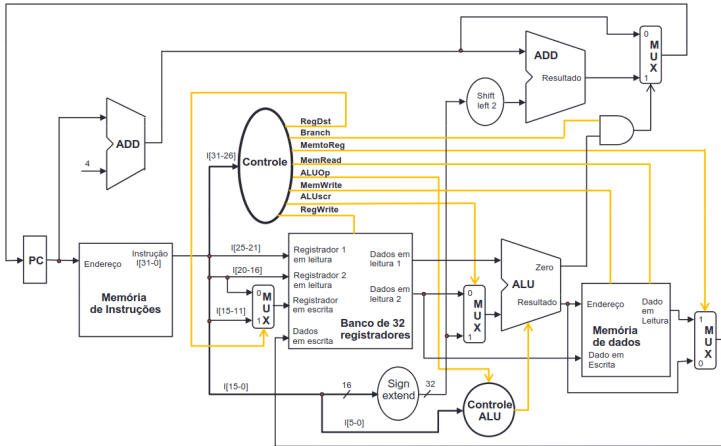 0
M
U
X
1
ADD
Resultado
Shift
left 2
ADD
4
RegDst
Branch
MemtoReg
MemRead
ALUOp
MemWrite
ALUscr
RegWrite
Controle
I[31-26]
PC
Endereço
Instrução
I[31-0]
Memória
de Instruções
I[25-21]
I[20-16]
I[15-11]
0
M
U
X
1
Registrador 1
em leitura
Registrador 2
em leitura
Registrador
em escrita
Dados
em escrita
Dados em
leitura 1
Dados em
leitura 2
Banco de 32
registradores
0
M
U
X
1
Zero
ALU
Resultado
Endereço
Dado
em
Leitura
Memória
de dados
Dado em
Escrita
1
M
U
X
0
I[15-0]
16
Sign
extend
32
I[5-0]
Controle
ALU